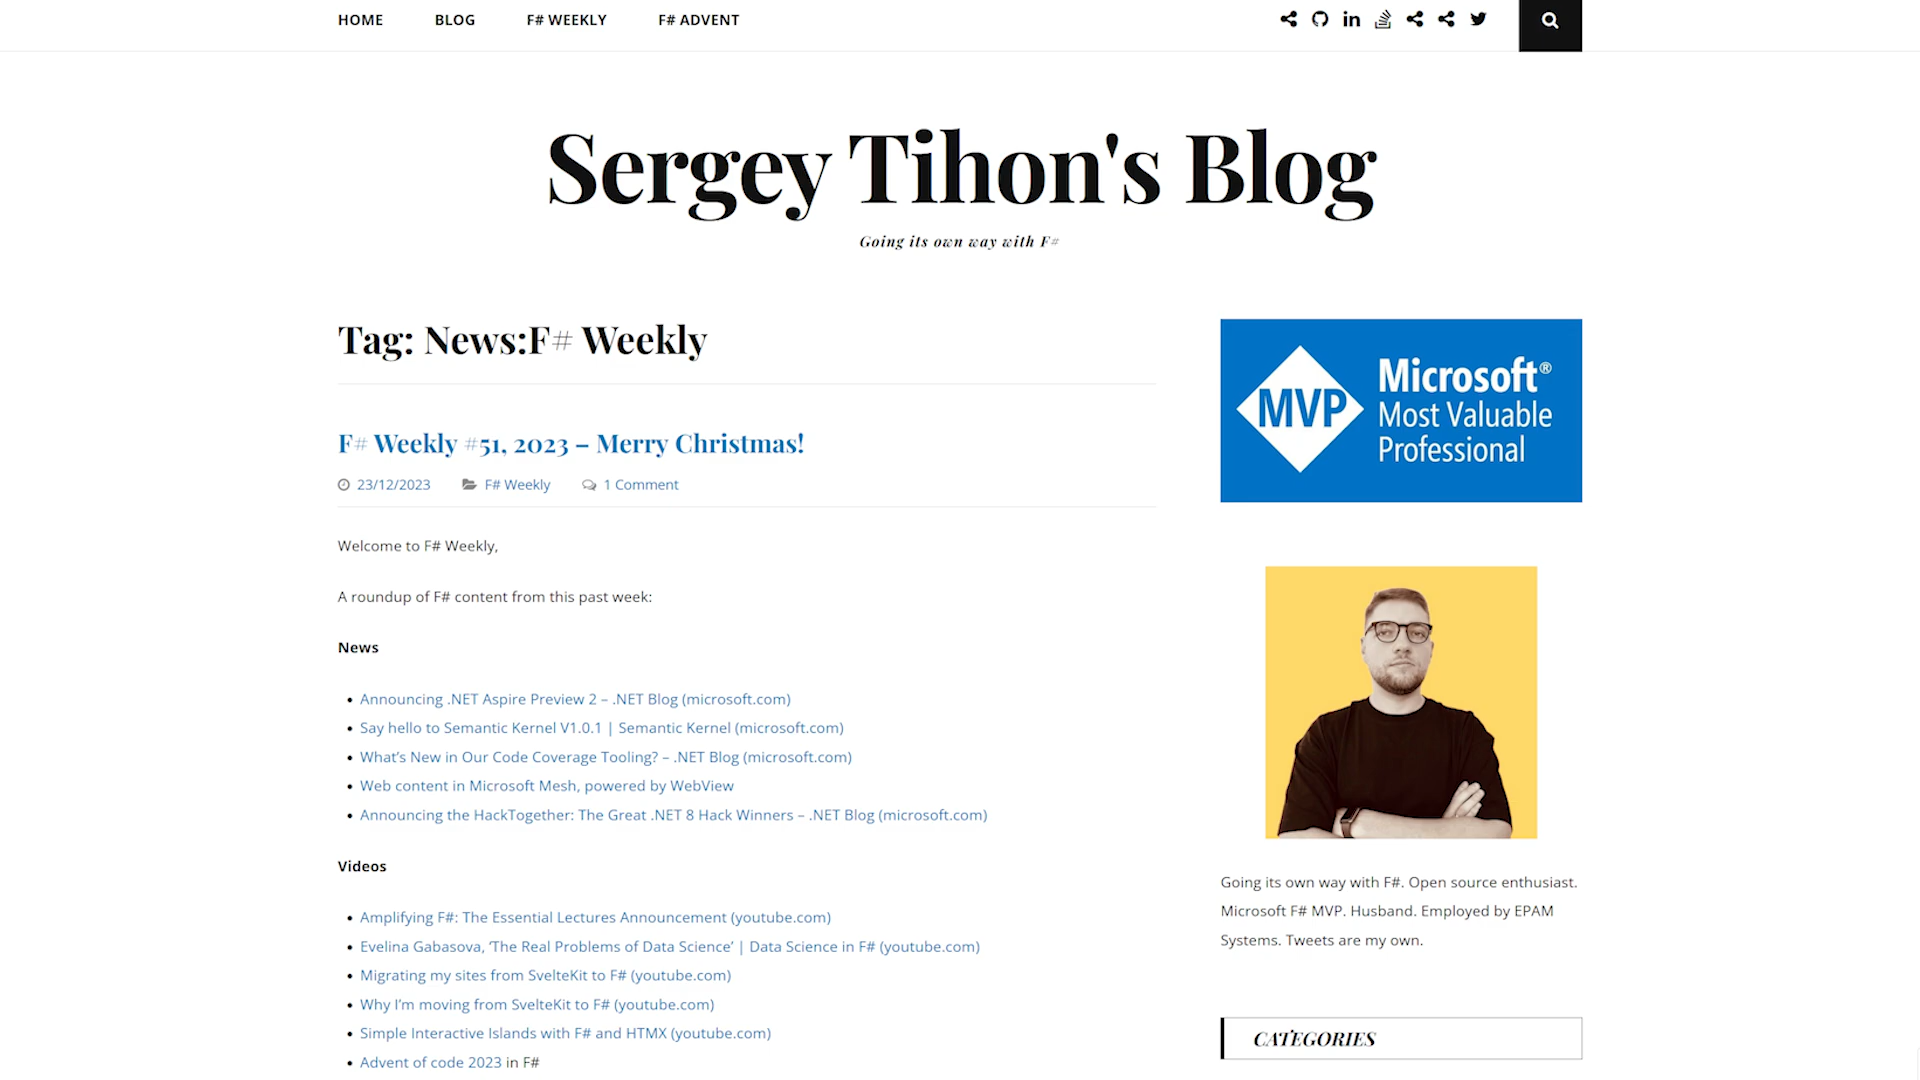 HOME BLOG F# WEEKLY F# ADVENT
Sergey Tihon's Blog
Going its own way with F#
Tag: News:F# Weekly
F# Weekly #51, 2023 – Merry Christmas!
23/12/2023 F# Weekly 1 Comment
Welcome to F# Weekly,
A roundup of F# content from this past week:
News
Announcing .NET Aspire Preview 2 – .NET Blog (microsoft.com)
Say hello to Semantic Kernel V1.0.1 | Semantic Kernel (microsoft.com)
What’s New in Our Code Coverage Tooling? – .NET Blog (microsoft.com)
Web content in Microsoft Mesh, powered by WebView
Announcing the HackTogether: The Great .NET 8 Hack Winners – .NET Blog (microsoft.com)
Videos
Amplifying F#: The Essential Lectures Announcement (youtube.com)
Evelina Gabasova, ‘The Real Problems of Data Science’ | Data Science in F# (youtube.com)
Migrating my sites from SvelteKit to F# (youtube.com)
Why I’m moving from SvelteKit to F# (youtube.com)
Simple Interactive Islands with F# and HTMX (youtube.com)
Advent of code 2023 in F#
MVP
Microsoft®
Most Valuable
Professional
Going its own way with F#. Open source enthusiast.
Microsoft F# MVP. Husband. Employed by EPAM
Systems. Tweets are my own.
CATEGORIES